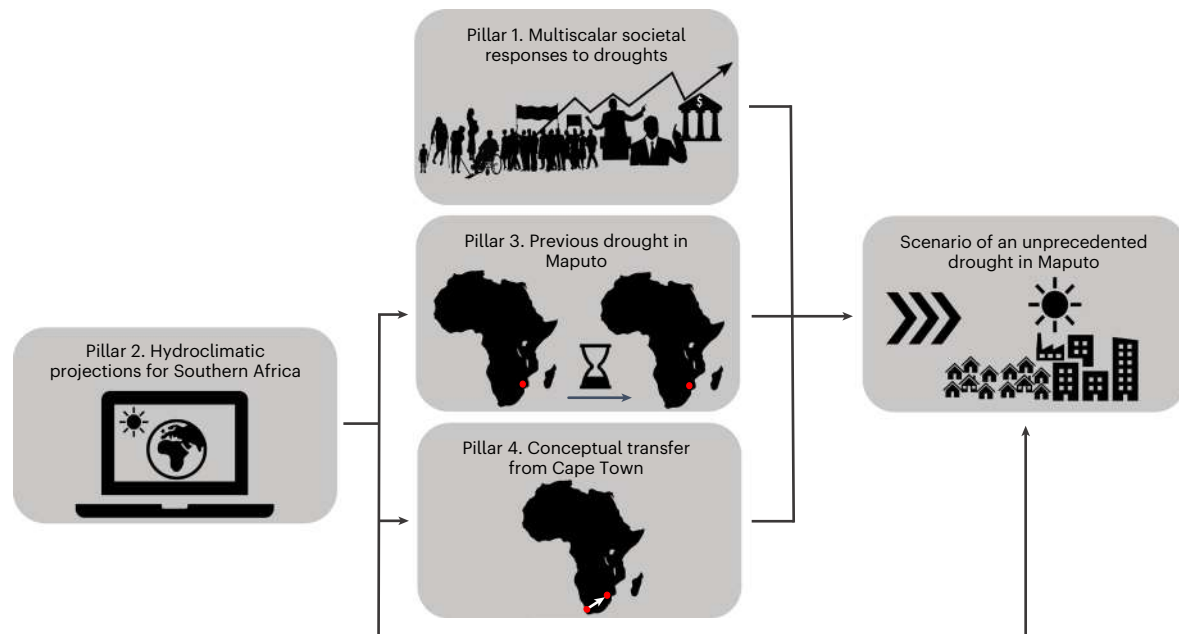 Pillar 1. Multiscalar societal
responses to droughts
$
Pillar 3. Previous drought in
Maputo
Scenario of an unprecedented
drought in Maputo
Pillar 2. Hydroclimatic
projections for Southern Africa
Pillar 4. Conceptual transfer
from Cape Town